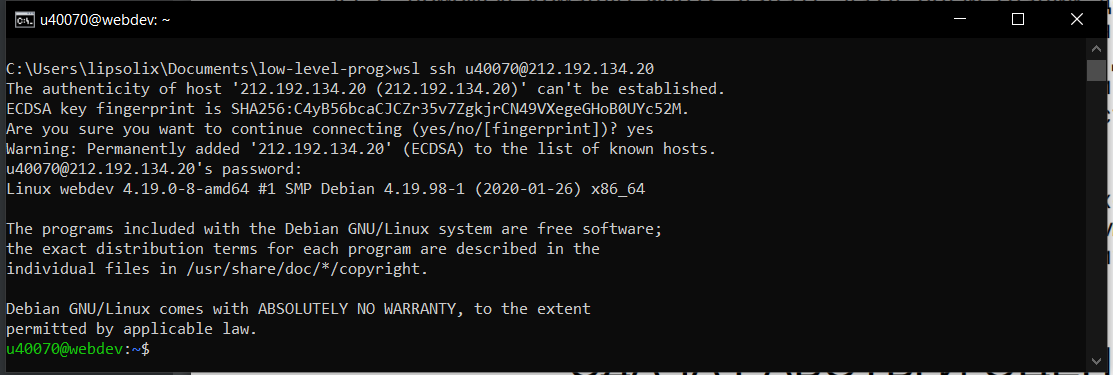 u40070@webdev: ~
C:\Users\lipsolix\Documents\low-level-prog>wsl ssh u40070@212.192.134.20
The authenticity of host '212.192.134.20 (212.192.134.20)' can't be established.
ECDSA key fingerprint is SHA256:C4yB56bcaCJCZr35v7ZgkjrCN49VXegeGHoB0UYc52M.
Are you sure you want to continue connecting (yes/no/[fingerprint])? yes
Warning: Permanently added '212.192.134.20' (ECDSA) to the list of known hosts.
u40070@212.192.134.20's password:
Linux webdev 4.19.0-8-amd64 #1 SMP Debian 4.19.98-1 (2020-01-26) x86_64
The programs included with the Debian GNU/Linux system are free software;
the exact distribution terms for each program are described in the
individual files in /usr/share/doc/*/copyright.
Debian GNU/Linux comes with ABSOLUTELY NO WARRANTY, to the extent
permitted by applicable law.
u40070@webdev:~$